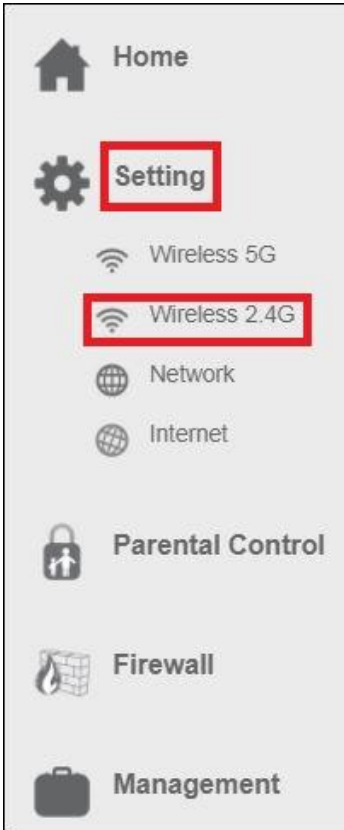 Home
Setting
Wireless 5G
Wireless 2.4G
Network
Internet
Parental Control
Firewall
Management